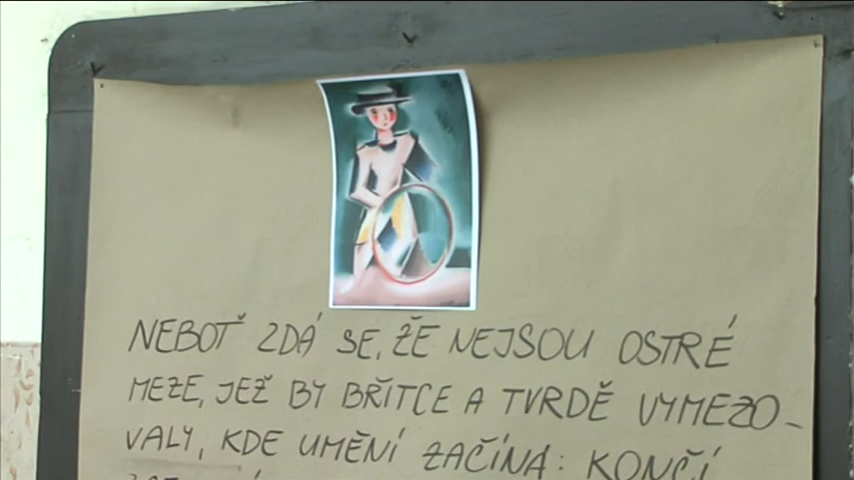 NEBOŤ ZDÁ SE, ŽE NEJSOU OSTRÉ
MEZE, JEŽ BY BŘITCE A TVRDĚ VYMEZO-
VALY, KDE UMĚNÍ ZAČÍNÁ: KONČÍ